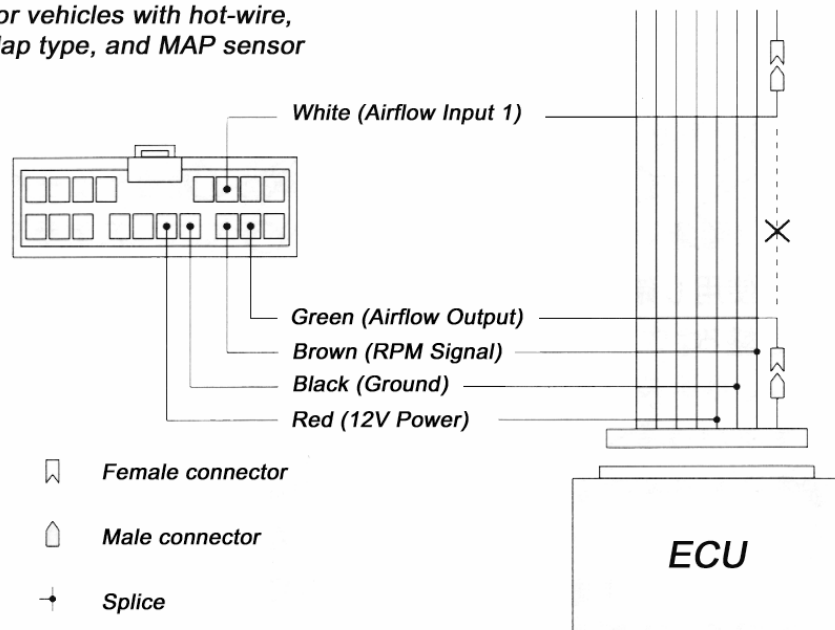 or vehicles with hot-wire,
lap type, and MAP sensor
White (Airflow Input 1)
Green (Airflow Output)
Brown (RPM Signal)
Black (Ground)
Red (12V Power)
Female connector
Male connector
Splice
ECU